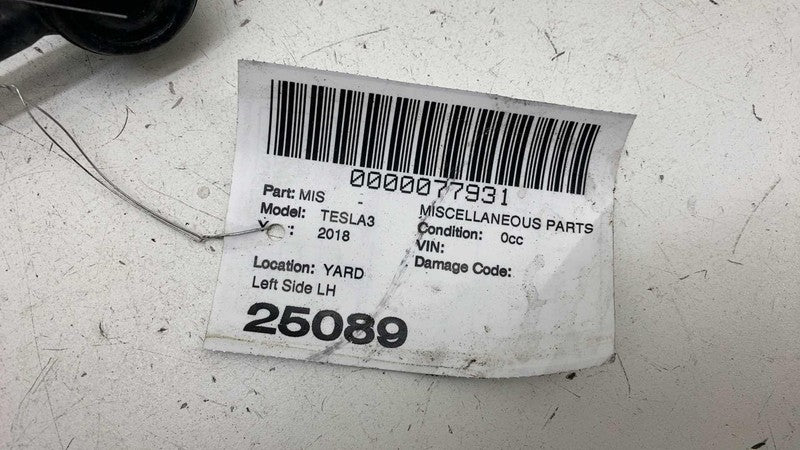 0000077931
Part: MIS - MISCELLANEOUS PARTS
Model: TESLA3 Condition: 0cc
: 2018 VIN:
Location: YARD Damage Code:
Left Side LH
25089